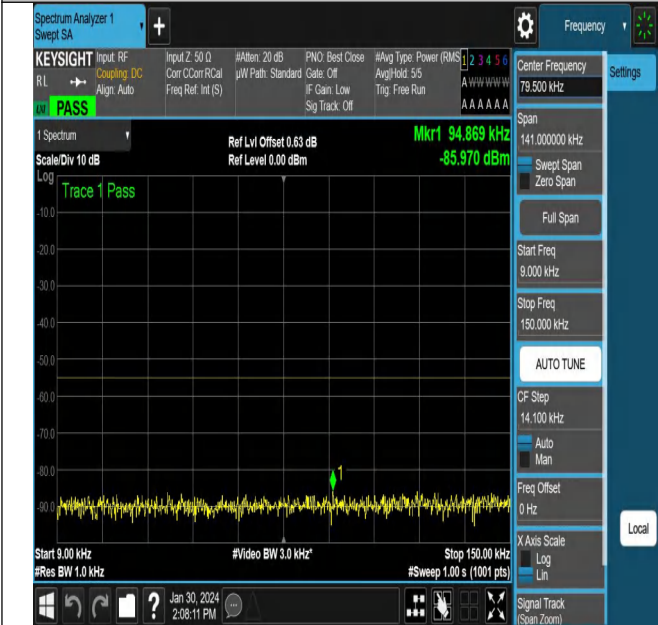 Spectrum Analyzer 1
Swept SA
+
Frequency
KEYSIGHT
Input: RF
Coupling: DC
Align: Auto
RL
PASS
Input Z: 50 Ω
Corr CCorr RCal
Freq Ref: Int (S)
#Atten: 20 dB
µW Path: Standard
PNO: Best Close
Gate: Off
IF Gain: Low
Sig Track: Off
#Avg Type: Power (RMS
Avg|Hold: 5/5
Trig: Free Run
1 2 3 4 5 6
A W W W W W
A A A A A A
1 Spectrum
Scale/Div 10 dB
Ref Lvl Offset 0.63 dB
Ref Level 0.00 dBm
Mkr1 94.869 kHz
-85.970 dBm
Log
Trace 1 Pass
-10.0
-20.0
-30.0
-40.0
-50.0
-60.0
-70.0
-80.0
-90.0
1
Start 9.00 kHz
#Res BW 1.0 kHz
#Video BW 3.0 kHz*
Stop 150.00 kHz
#Sweep 1.00 s (1001 pts)
?
Jan 30, 2024
2:08:11 PM
Center Frequency
79.500 kHz
Span
141.000000 kHz
Swept Span
Zero Span
Full Span
Start Freq
9.000 kHz
Stop Freq
150.000 kHz
AUTO TUNE
CF Step
14.100 kHz
Auto
Man
Freq Offset
0 Hz
X Axis Scale
Log
Lin
Signal Track
(Span Zoom)
Settings
Local